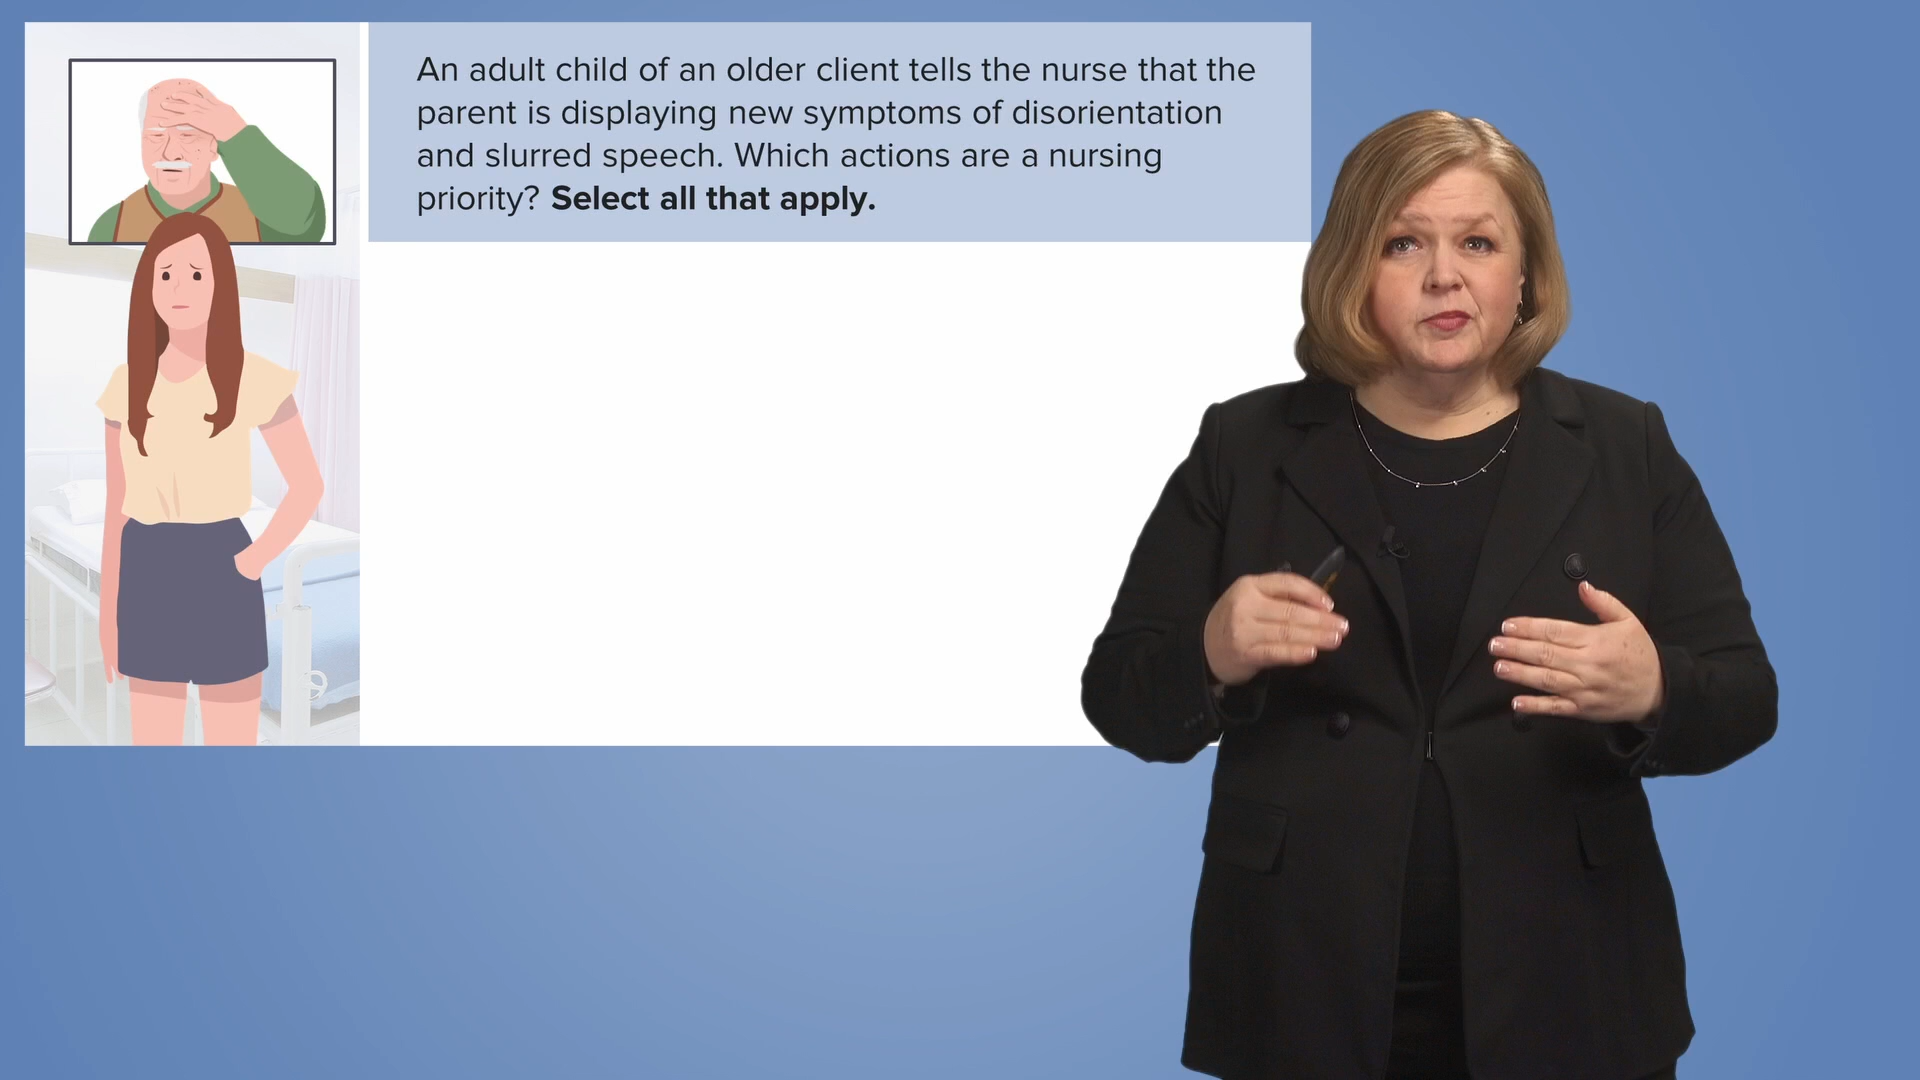 An adult child of an older client tells the nurse that the
parent is displaying new symptoms of disorientation
and slurred speech. Which actions are a nursing
priority? Select all that apply.